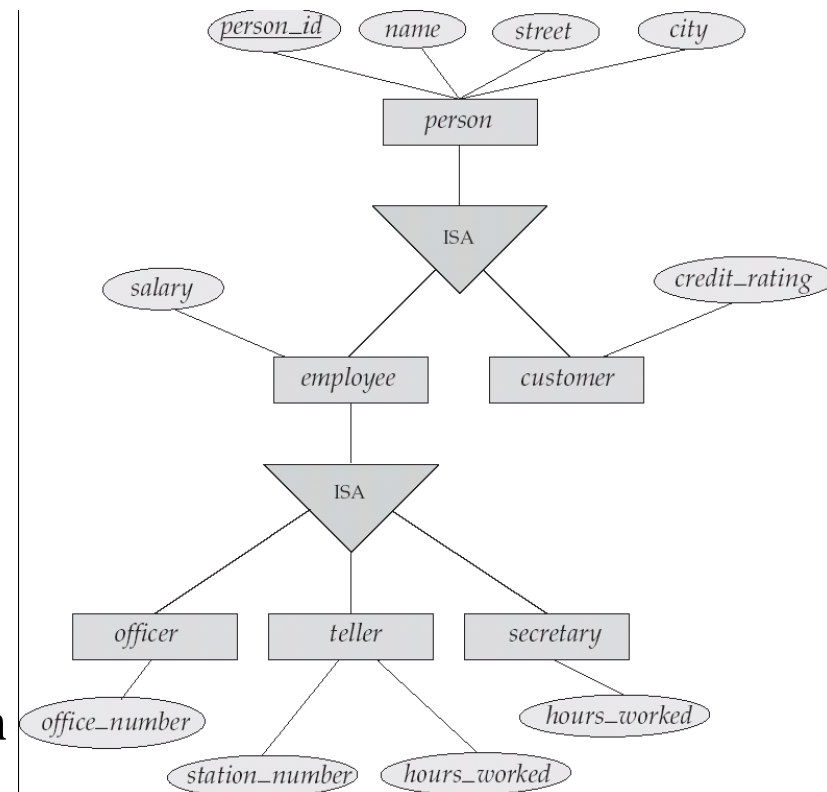 person_id name street city
person
ISA
salary credit_rating
employee customer
ISA
officer teller secretary
office_number hours_worked
station_number hours_worked